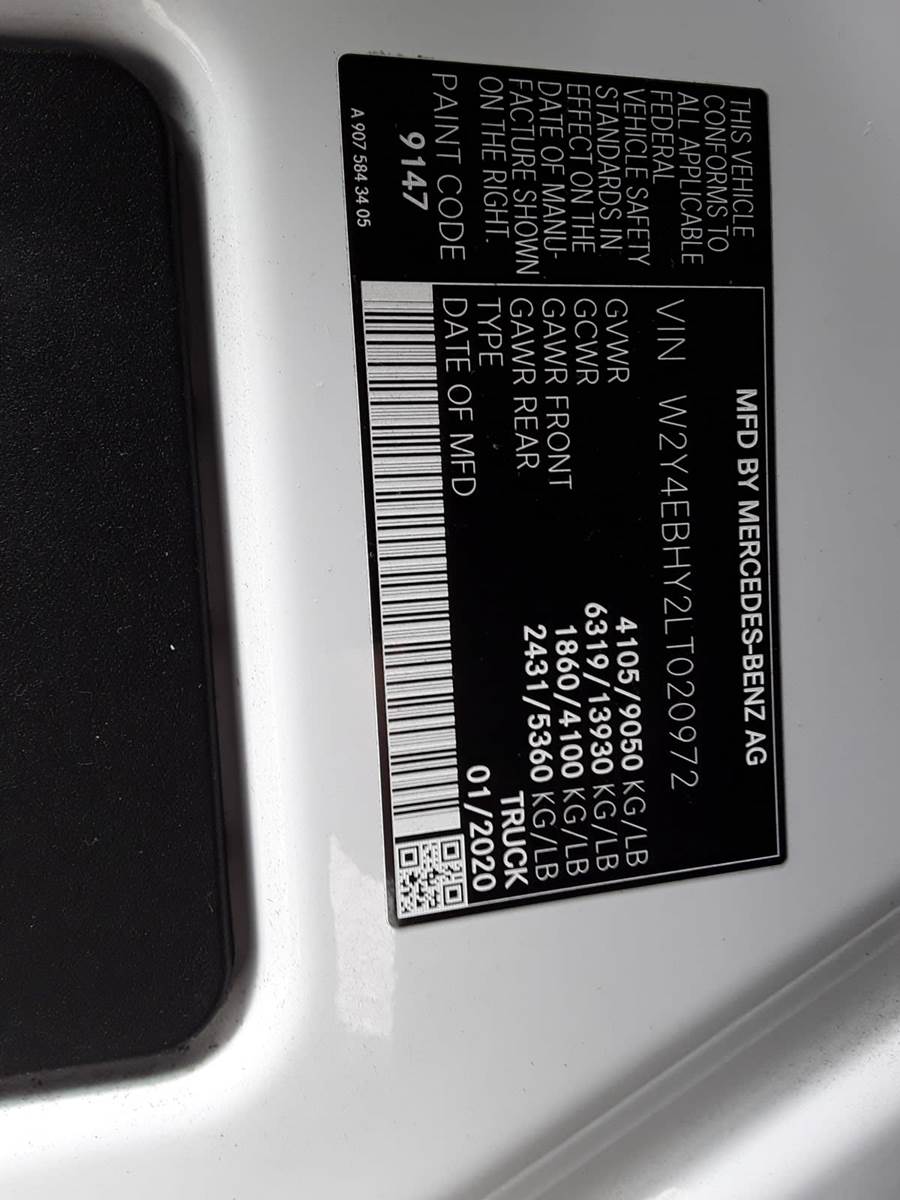 THIS VEHICLE
CONFORMS TO
ALL APPLICABLE
FEDERAL
VEHICLE SAFETY
STANDARDS IN
EFFECT ON THE
DATE OF MANU-
FACTURE SHOWN
ON THE RIGHT.
PAINT CODE
9147
A 907 584 34 05
MFD BY MERCEDES-BENZ AG
VIN W2Y4EBHY2LT020972
GVWR 4105/9050 KG/LB
GCWR 6319/13930 KG/LB
GAWR FRONT 1860/4100 KG/LB
GAWR REAR 2431/5360 KG/LB
TYPE TRUCK
DATE OF MFD 01/2020